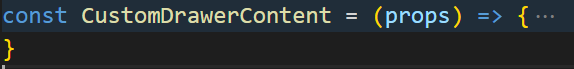 const CustomDrawerContent = (props) => {···
}